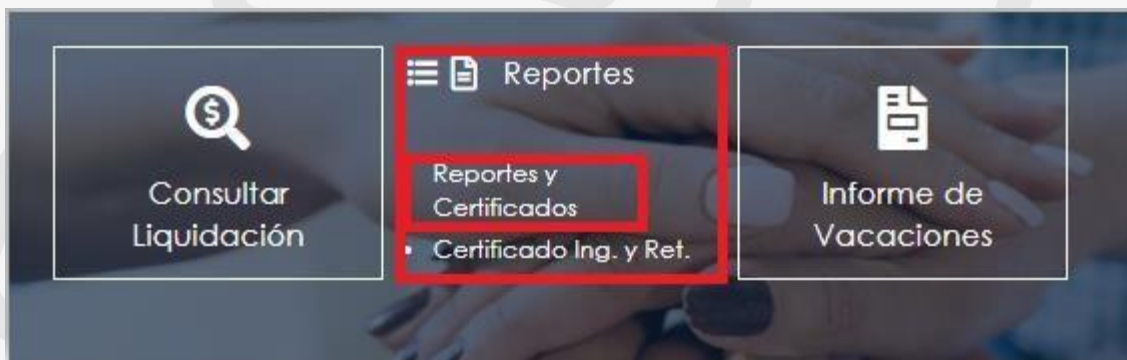 Consultar
Liquidación
Reportes
Reportes y
Certificados
• Certificado Ing. y Ret.
Informe de
Vacaciones